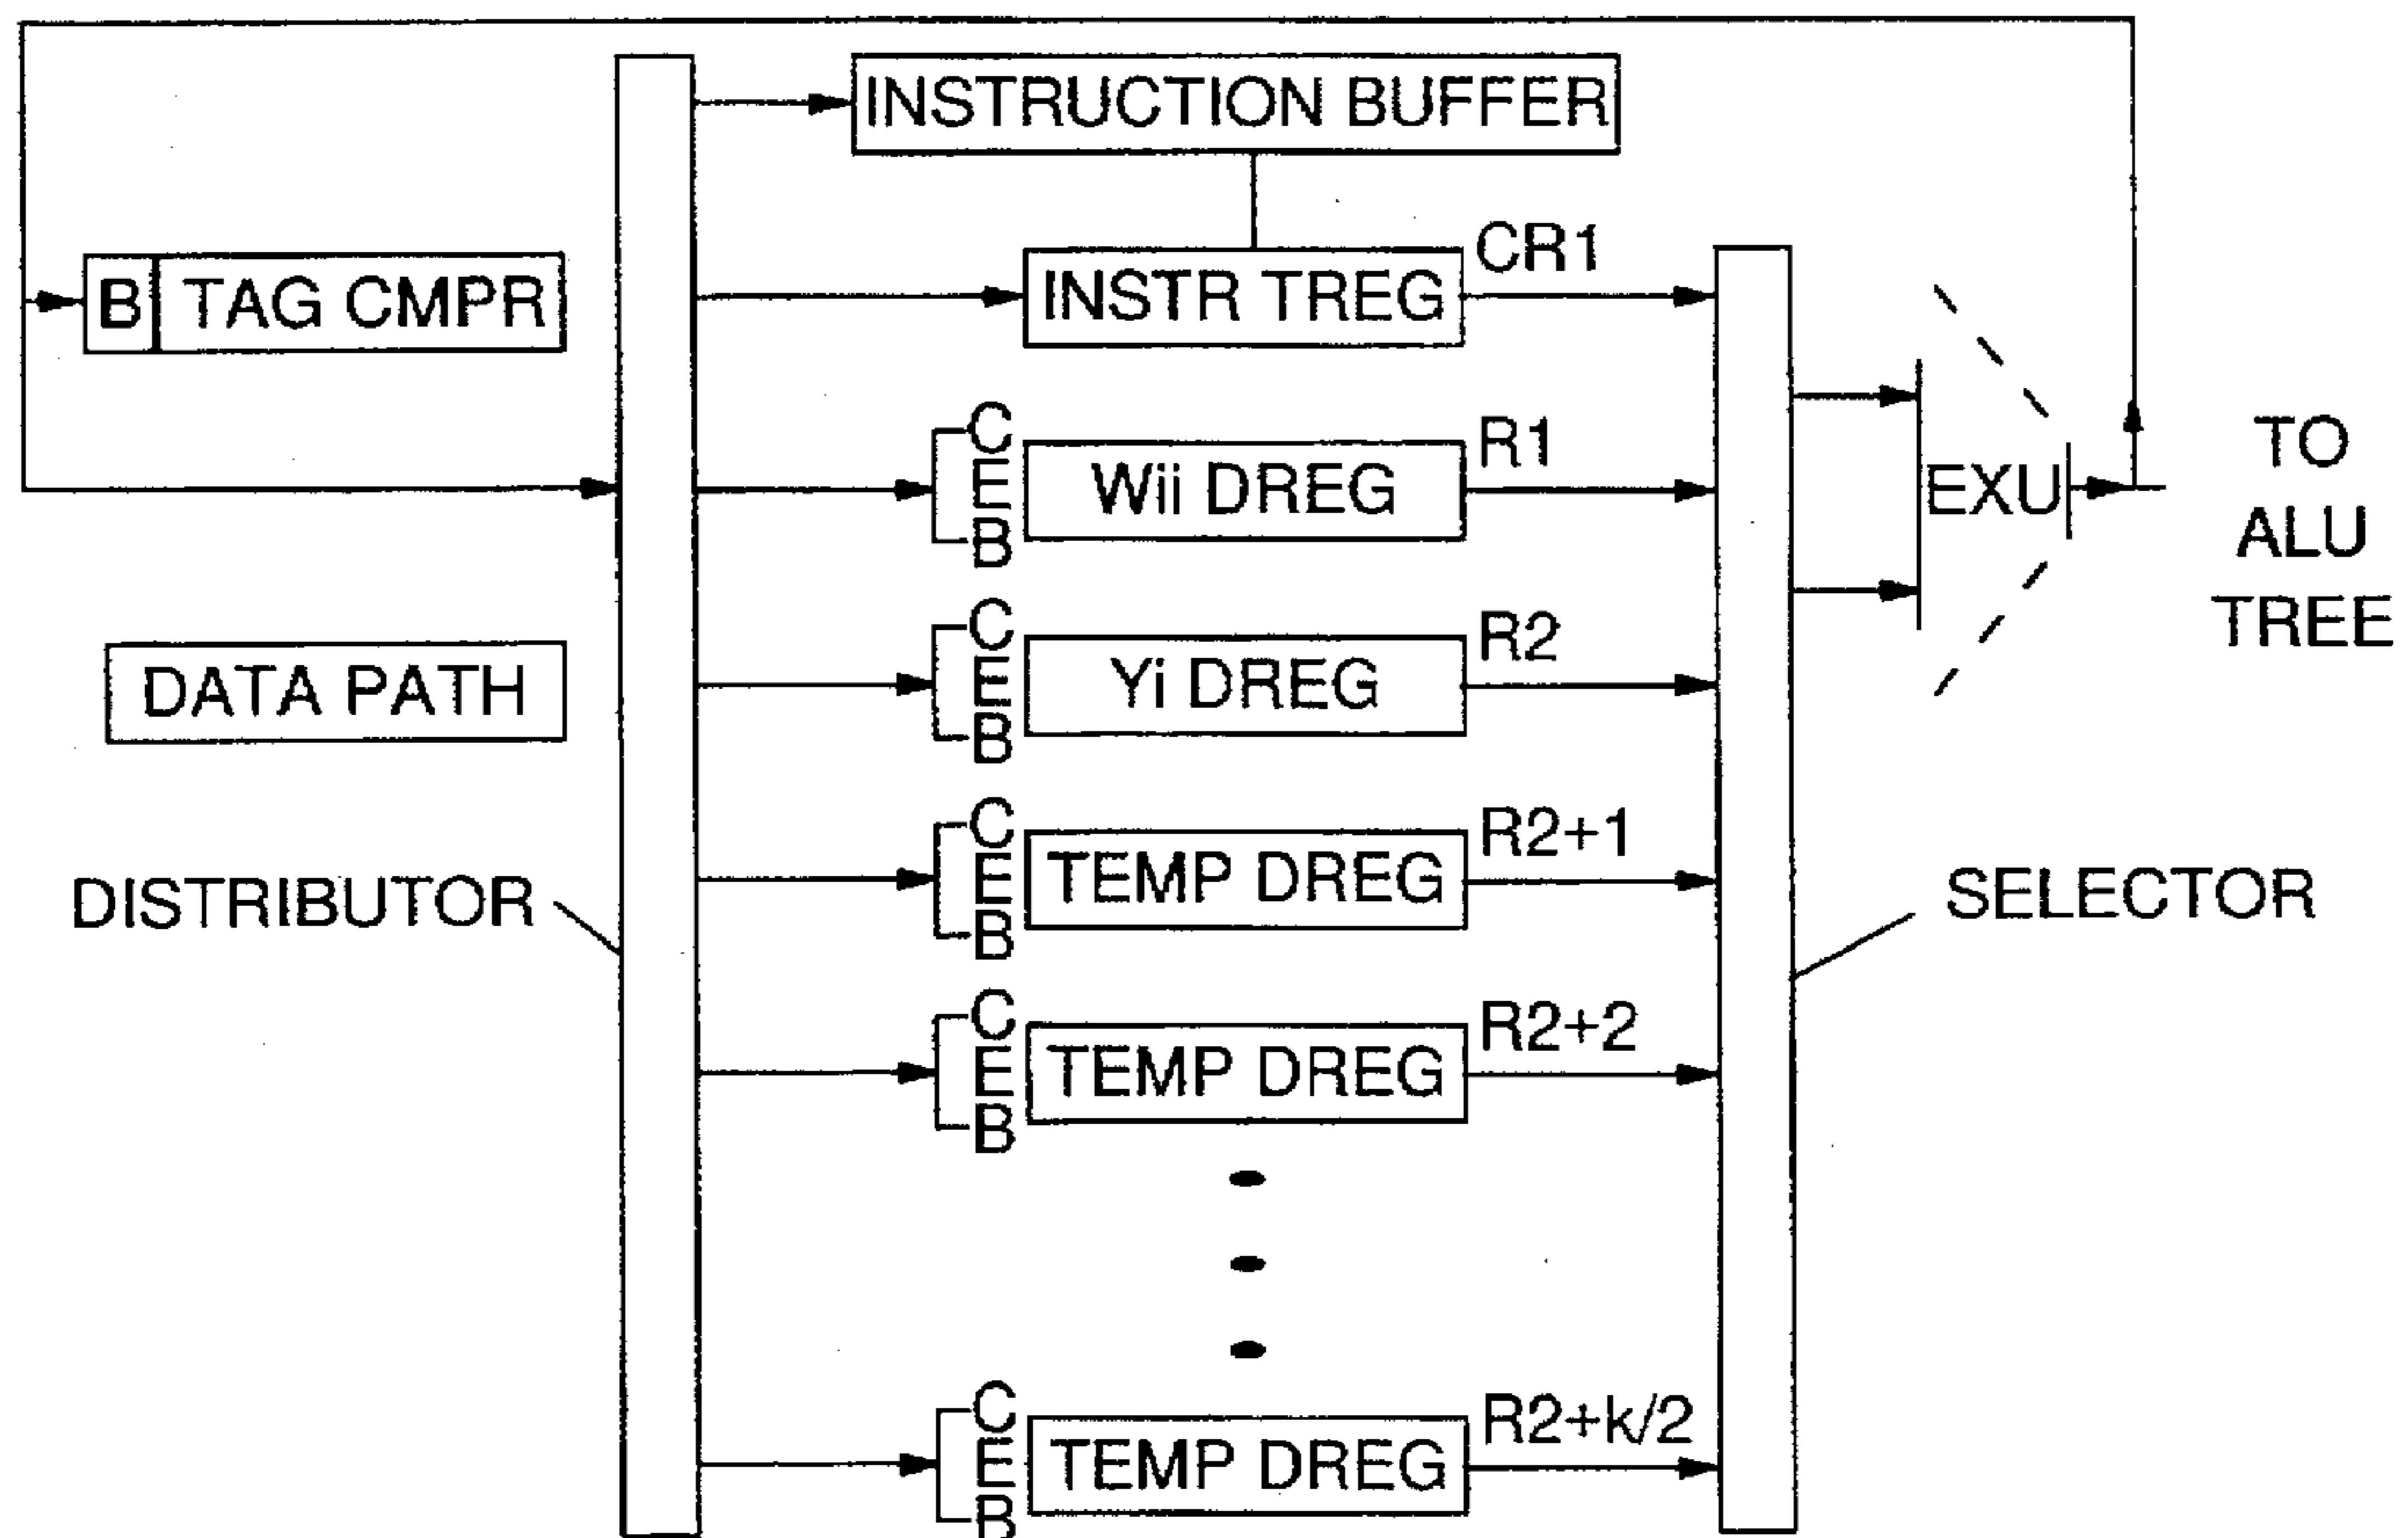 INSTRUCTION BUFFER
CR1
B TAG CMPR
INSTR TREG
C
E
B
Wii DREG
R1
EXU
TO
ALU
TREE
C
E
B
Yi DREG
R2
DATA PATH
C
E
B
TEMP DREG
R2+1
DISTRIBUTOR
SELECTOR
C
E
B
TEMP DREG
R2+2
C
E
B
TEMP DREG
R2+k/2